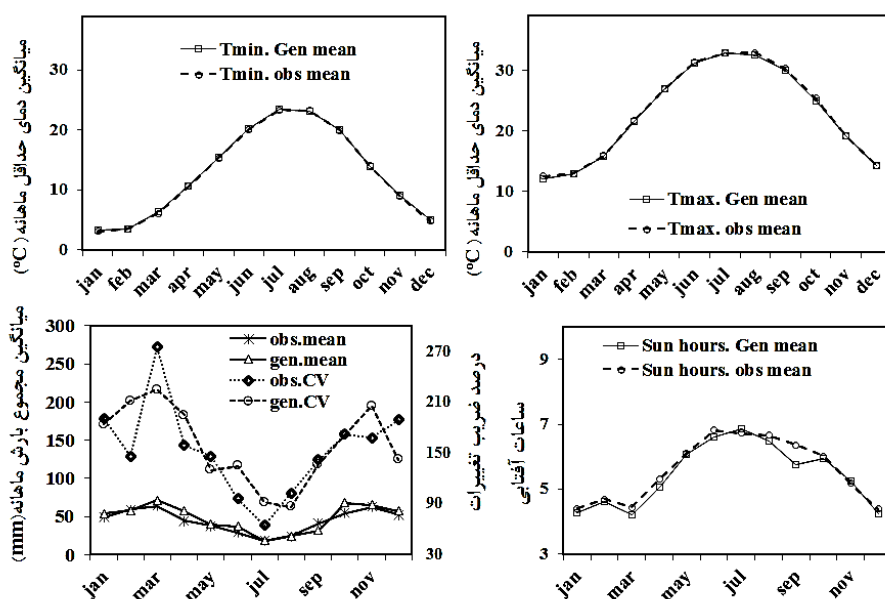 میانگین دمای حداقل ماهانه (ºC)
30
20
10
0
Tmin. Gen mean
Tmin. obs mean
jan feb mar apr may jun jul aug sep oct nov dec
میانگین دمای حداقل ماهانه (ºC)
30
20
10
0
Tmax. Gen mean
Tmax. obs mean
jan feb mar apr may jun jul aug sep oct nov dec
میانگین مجموع بارش ماهانه (mm)
300
250
200
150
100
50
0
obs.mean
gen.mean
obs.CV
gen.CV
270
210
150
90
30
درصد ضریب تغییرات
jan mar may jul sep nov
ساعات آفتابی
9
7
5
3
Sun hours. Gen mean
Sun hours. obs mean
jan mar may jul sep nov